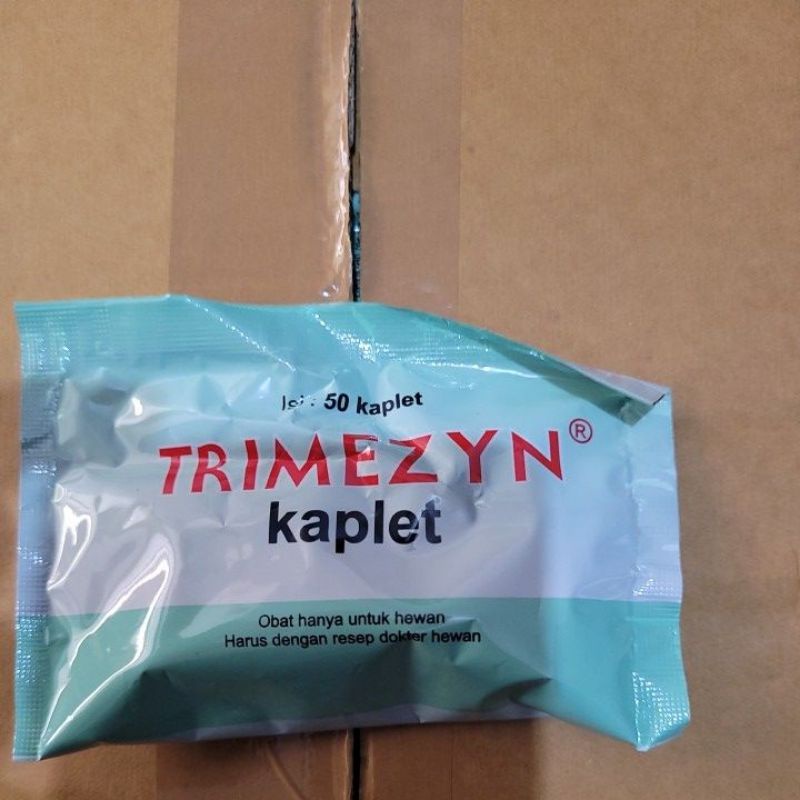 Isi : 50 kaplet
TRIMEZYN®
kaplet
Obat hanya untuk hewan
Harus dengan resep dokter hewan